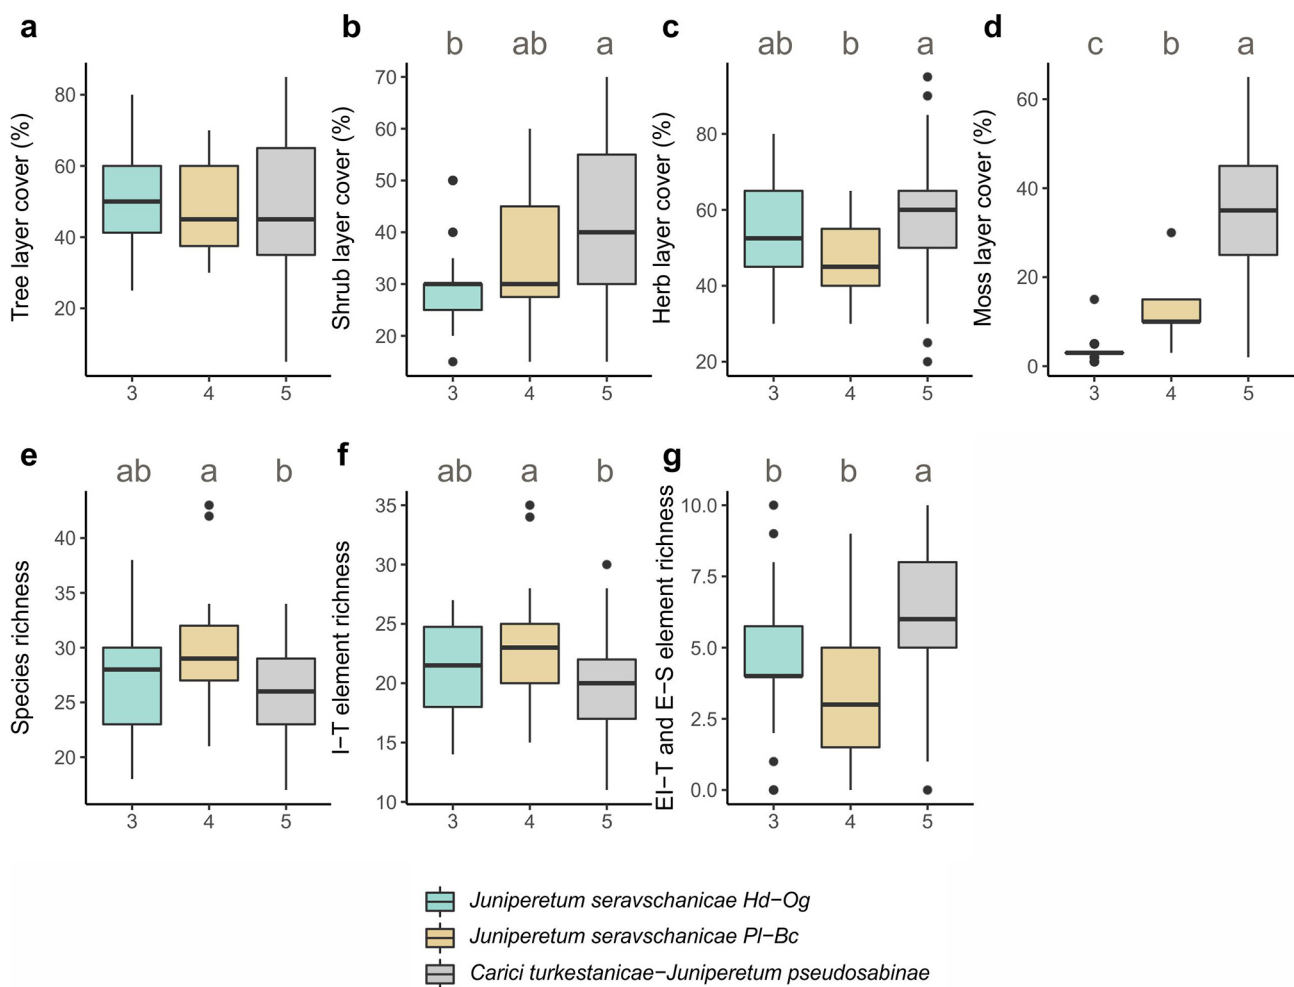 a b c d
b ab a ab b a c b a
Tree layer cover (%)
80
60
40
20
3 4 5
Shrub layer cover (%)
70
60
50
40
30
20
3 4 5
Herb layer cover (%)
80
60
40
20
3 4 5
Moss layer cover (%)
60
40
20
0
3 4 5
e f g
ab a b ab a b b b a
Species richness
40
35
30
25
20
3 4 5
I−T element richness
35
30
25
20
15
10
3 4 5
EI−T and E−S element richness
10.0
7.5
5.0
2.5
0.0
3 4 5
Juniperetum seravschanicae Hd−Og
Juniperetum seravschanicae Pl−Bc
Carici turkestanicae−Juniperetum pseudosabinae